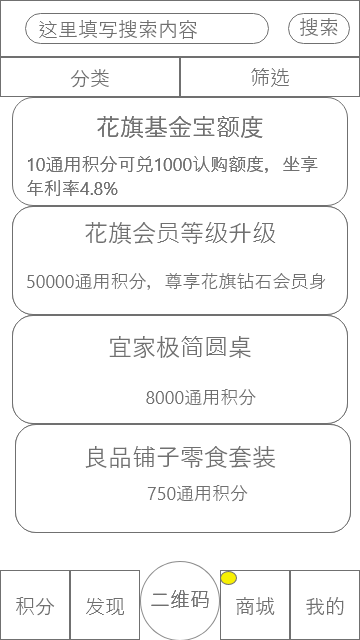 这里填写搜索内容
搜索
分类
筛选
花旗基金宝额度
10通用积分可兑1000认购额度，坐享
年利率4.8%
花旗会员等级升级
50000通用积分，尊享花旗钻石会员身
宜家极简圆桌
8000通用积分
良品铺子零食套装
750通用积分
积分
发现
二维码
商城
我的